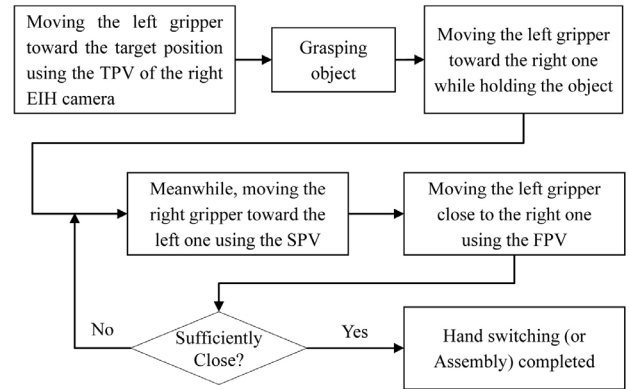 Moving the left gripper
toward the target position
using the TPV of the right
EIH camera
Grasping
object
Moving the left gripper
toward the right one
while holding the object
Meanwhile, moving the
right gripper toward the
left one using the SPV
Moving the left gripper
close to the right one
using the FPV
Sufficiently
Close?
No
Yes
Hand switching (or
Assembly) completed